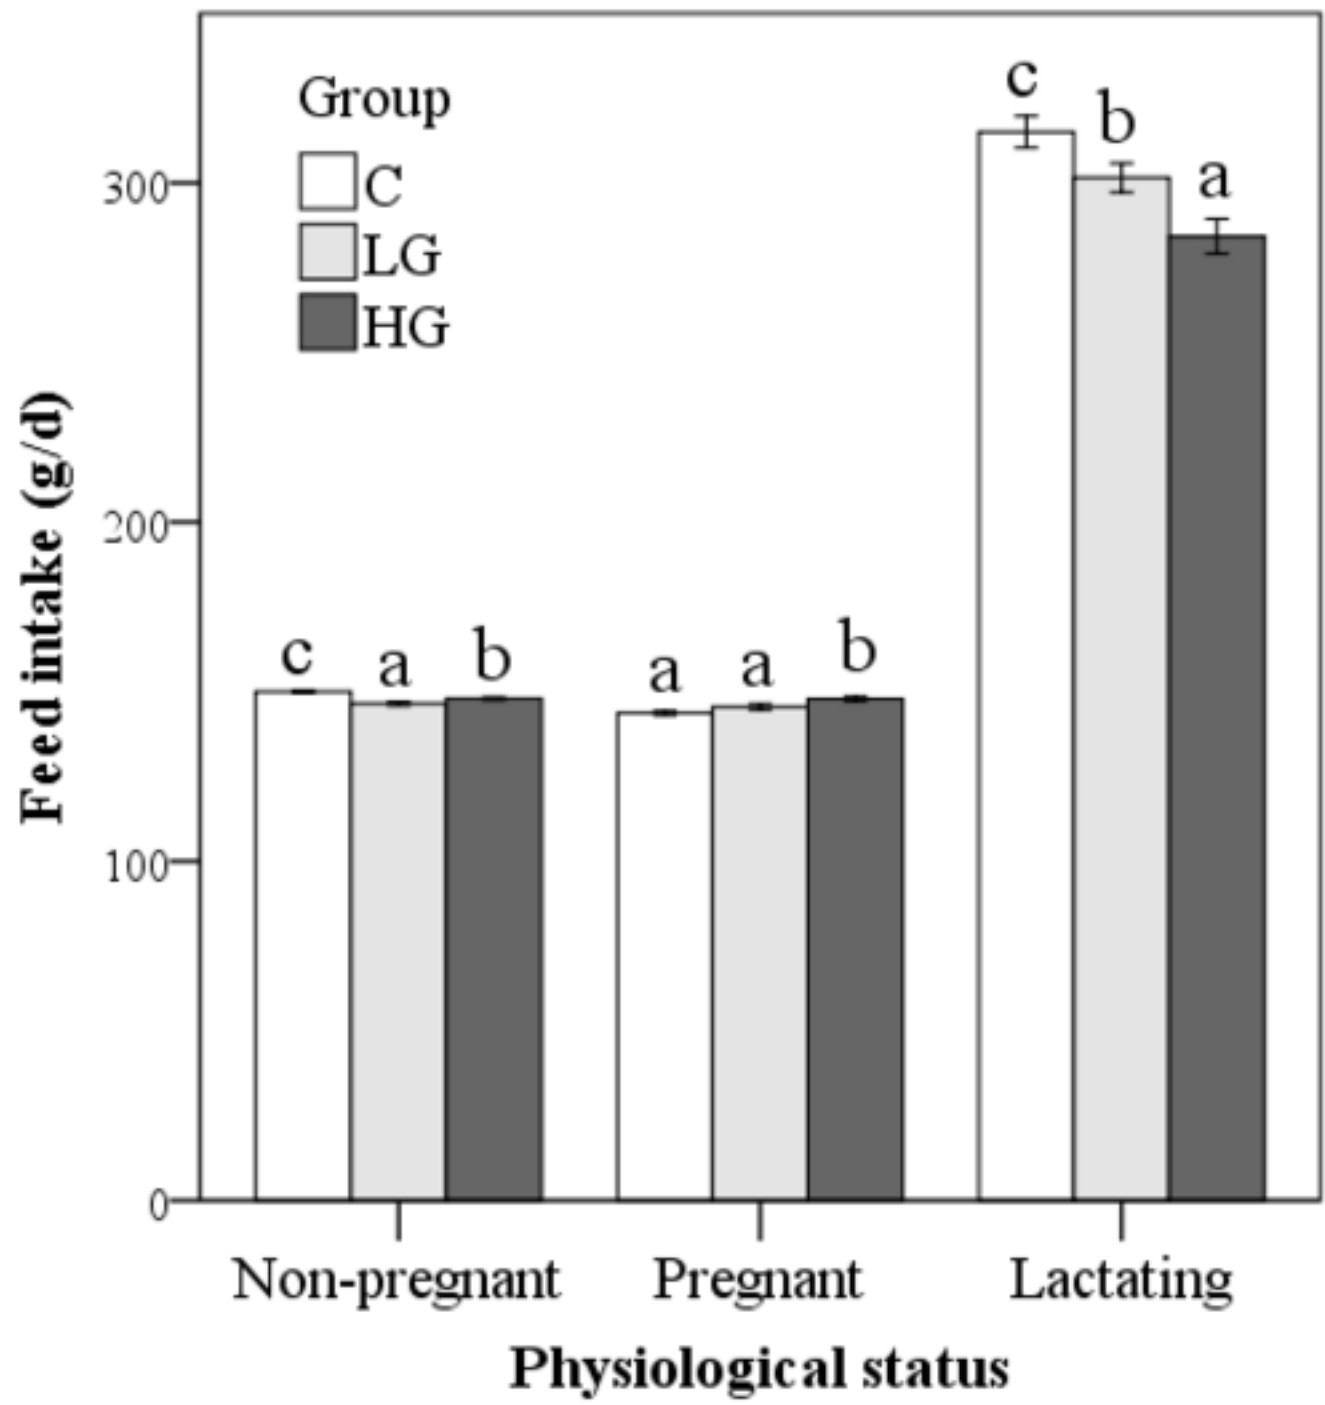 Group
C
LG
HG
Feed intake (g/d)
300
200
100
0
c
a
b
a
a
b
c
b
a
Non-pregnant
Pregnant
Lactating
Physiological status